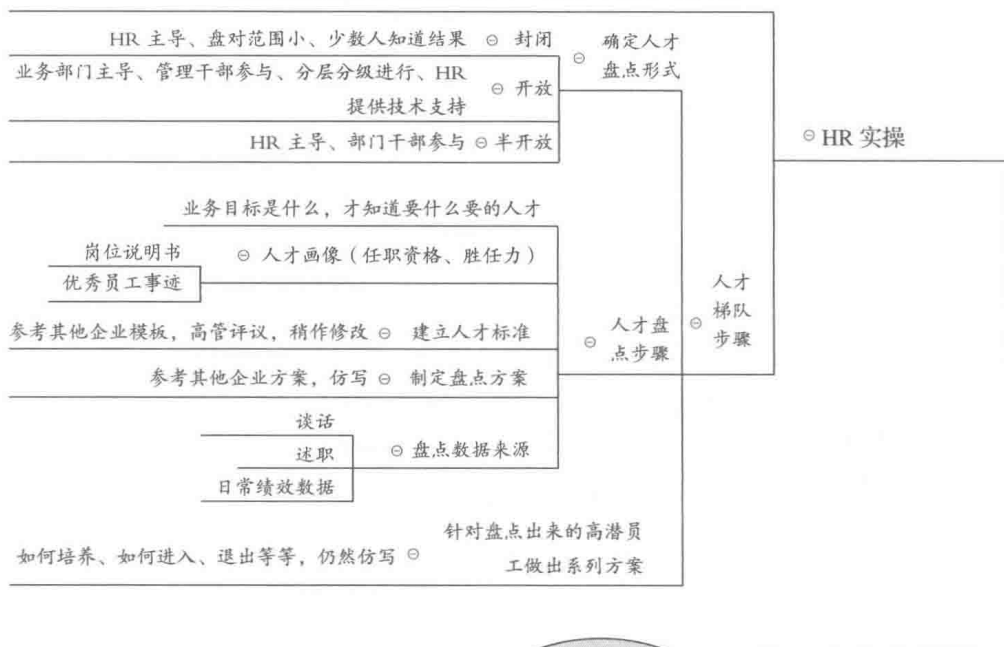 HR 主导、盘对范围小、少数人知道结果 封闭
确定人才
盘点形式
业务部门主导、管理干部参与、分层分级进行、HR
提供技术支持
开放
HR 主导、部门干部参与 半开放
HR 实操
业务目标是什么，才知道要什么要的人才
岗位说明书
优秀员工事迹
人才画像（任职资格、胜任力）
参考其他企业模板，高管评议，稍作修改 建立人才标准
人才盘
点步骤
人才
梯队
步骤
参考其他企业方案，仿写 制定盘点方案
谈话
述职
日常绩效数据
盘点数据来源
如何培养、如何进入、退出等等，仍然仿写
针对盘点出来的高潜员
工做出系列方案